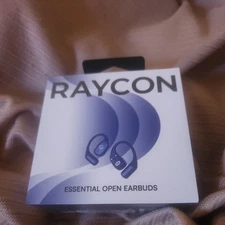 RAYCON
ESSENTIAL OPEN EARBUDS